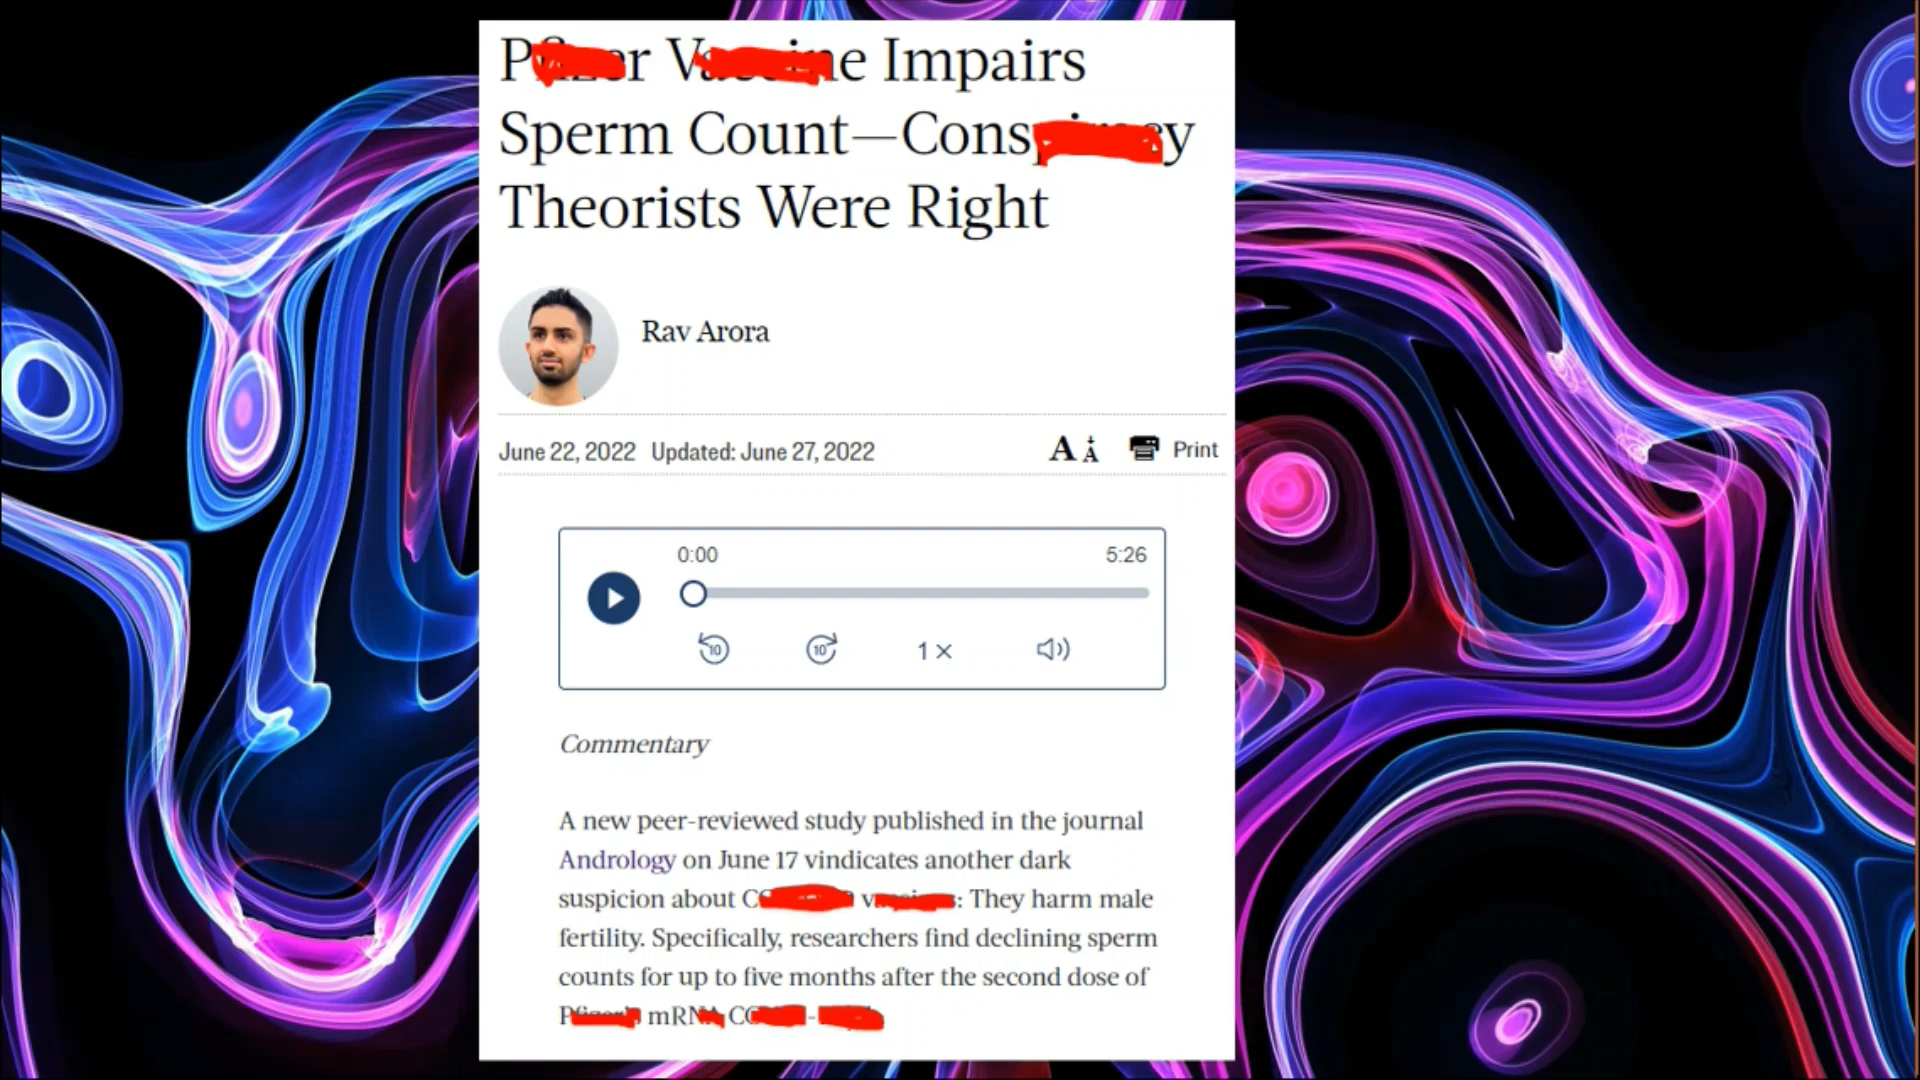 Impairs
Sperm Count—
Theorists Were Right
Rav Arora
June 22, 2022 Updated: June 27, 2022
A A Print
0:00 5:26
10 10 1 ×
Commentary
A new peer-reviewed study published in the journal
Andrology on June 17 vindicates another dark
suspicion about : They harm male
fertility. Specifically, researchers find declining sperm
counts for up to five months after the second dose of